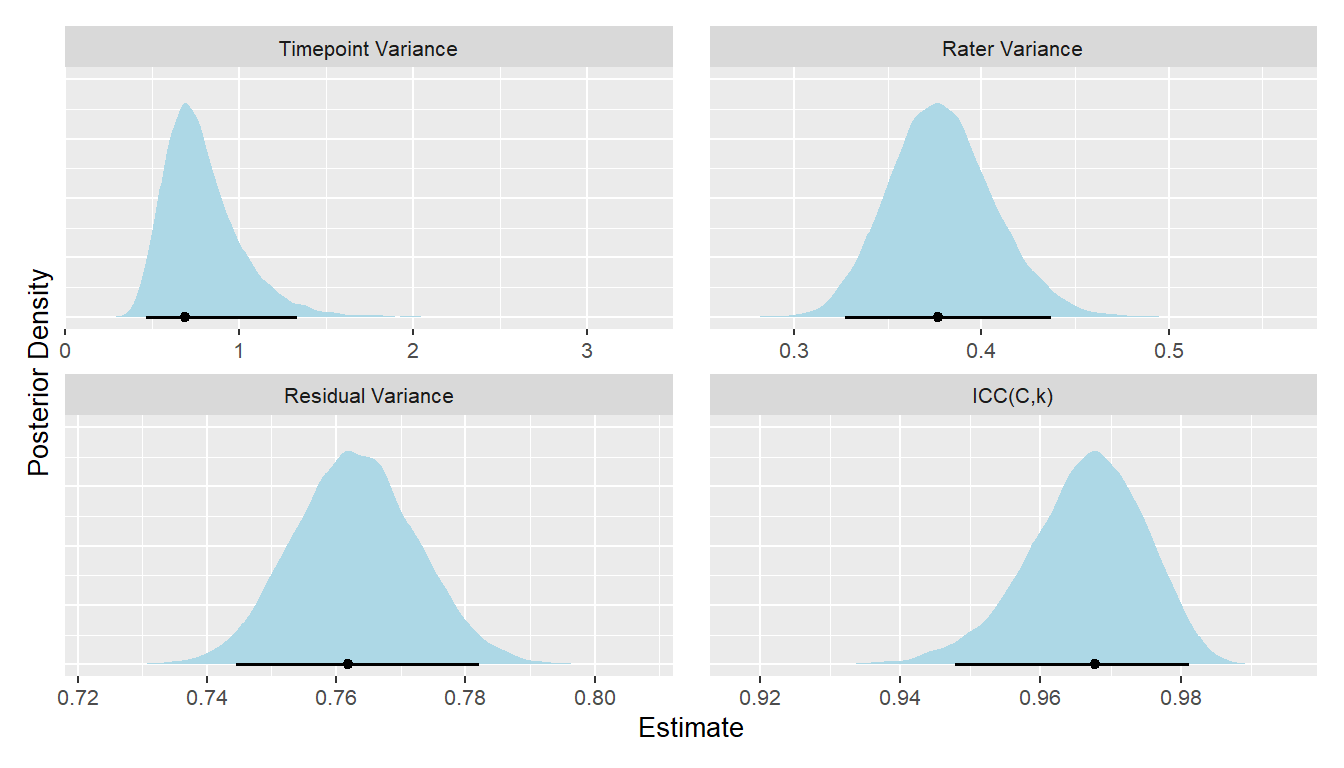 Timepoint Variance
Rater Variance
0 1 2 3
0.3 0.4 0.5
Residual Variance
ICC(C,k)
0.72 0.74 0.76 0.78 0.80
0.92 0.94 0.96 0.98
Posterior Density
Estimate